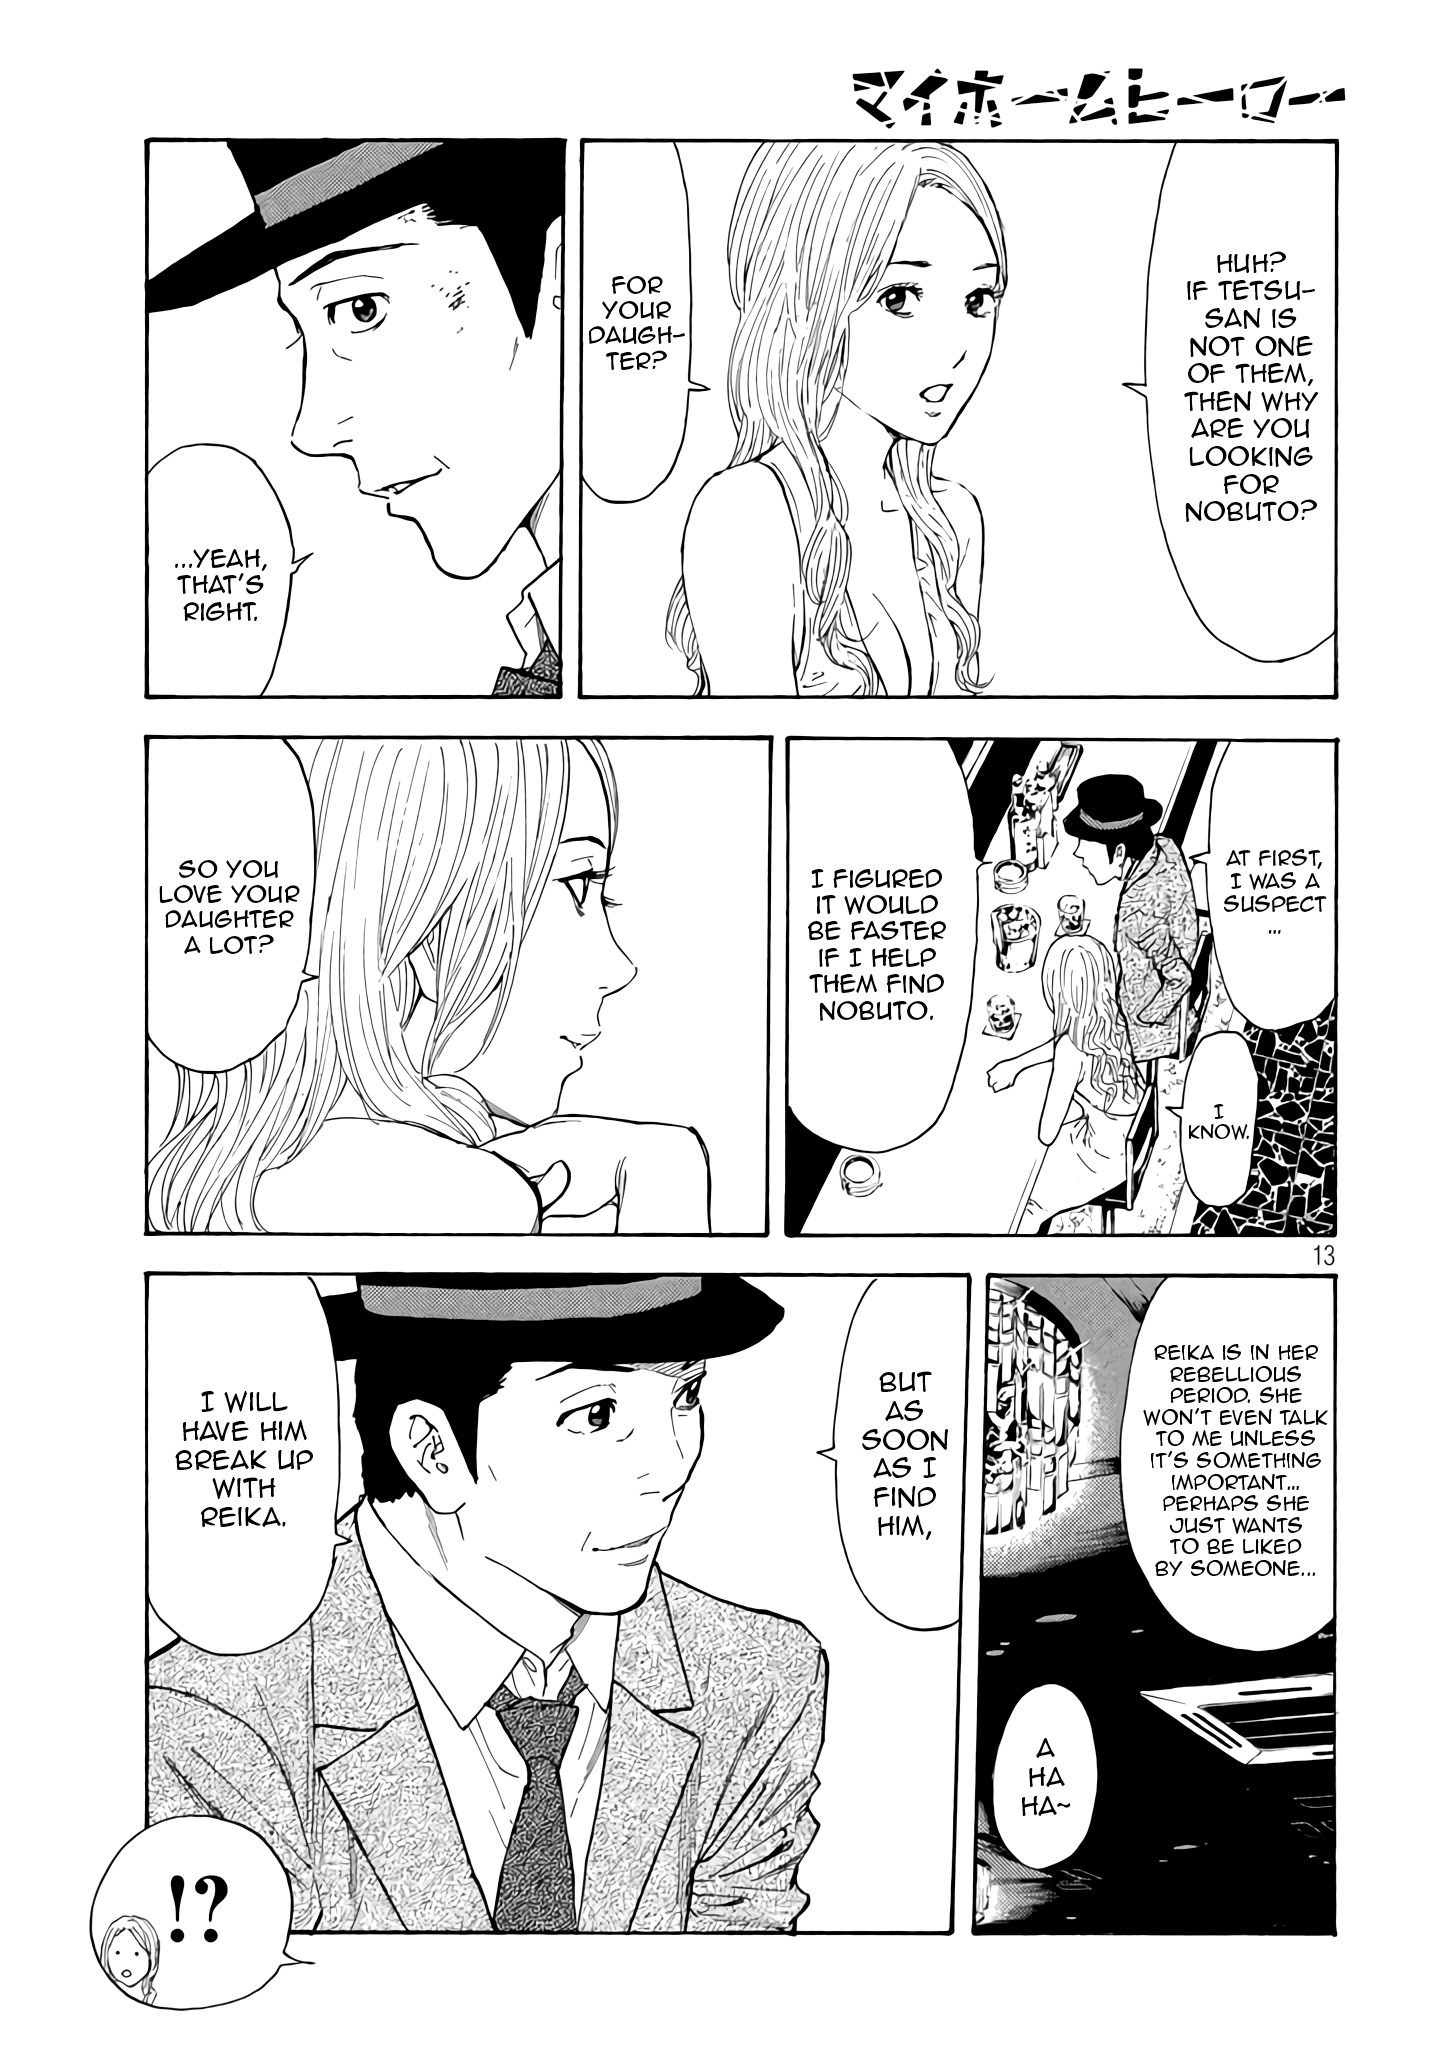 マイホームヒーロー
HUH?
IF TETSU-
SAN IS
NOT ONE
OF THEM,
THEN WHY
ARE YOU
LOOKING
FOR
NOBUTO?
FOR
YOUR
DAUGH-
TER?
...YEAH,
THAT'S
RIGHT.
AT FIRST,
I WAS A
SUSPECT
...
I
KNOW.
I FIGURED
IT WOULD
BE FASTER
IF I HELP
THEM FIND
NOBUTO.
SO YOU
LOVE YOUR
DAUGHTER
A LOT?
13
REIKA IS IN HER
REBELLIOUS
PERIOD. SHE
WON'T EVEN TALK
TO ME UNLESS
IT'S SOMETHING
IMPORTANT...
PERHAPS SHE
JUST WANTS
TO BE LIKED
BY SOMEONE...
A
HA
HA~
BUT
AS
SOON
AS I
FIND
HIM,
I WILL
HAVE HIM
BREAK UP
WITH
REIKA.
!?